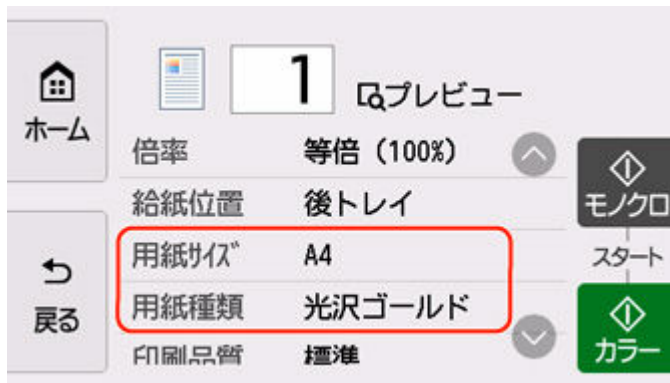 1 プレビュー
ホーム
倍率 等倍（100%）
モノクロ
給紙位置 後トレイ
用紙ｻｲｽﾞ A4
スタート
戻る
用紙種類 光沢ゴールド
カラー
印刷品質 標準